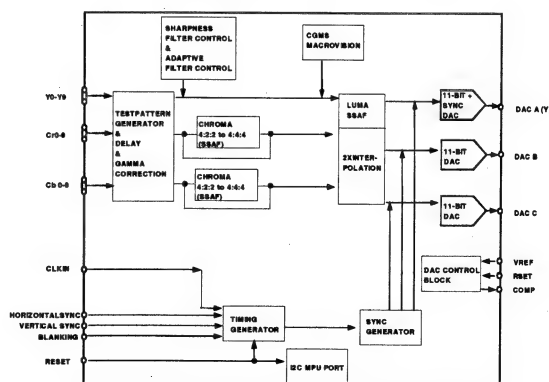 SHARPNESS
FILTER CONTROL
&
ADAPTIVE
FILTER CONTROL
CGMS
MACROVISION
Y0-Y9
Cr0-9
Cb 0-9
TESTPATTERN
GENERATOR
&
DELAY
&
GAMMA
CORRECTION
CHROMA
4:2:2 to 4:4:4
(SSAF)
CHROMA
4:2:2 to 4:4:4
(SSAF)
LUMA
SSAF
2XINTER-
POLATION
11-BIT +
SYNC
DAC
DAC A (Y
11-BIT
DAC
DAC B
11-BIT
DAC
DAC C
CLKIN
HORIZONTAL SYNC
VERTICAL SYNC
BLANKING
RESET
TIMING
GENERATOR
SYNC
GENERATOR
I2C MPU PORT
DAC CONTROL
BLOCK
VREF
RSET
COMP